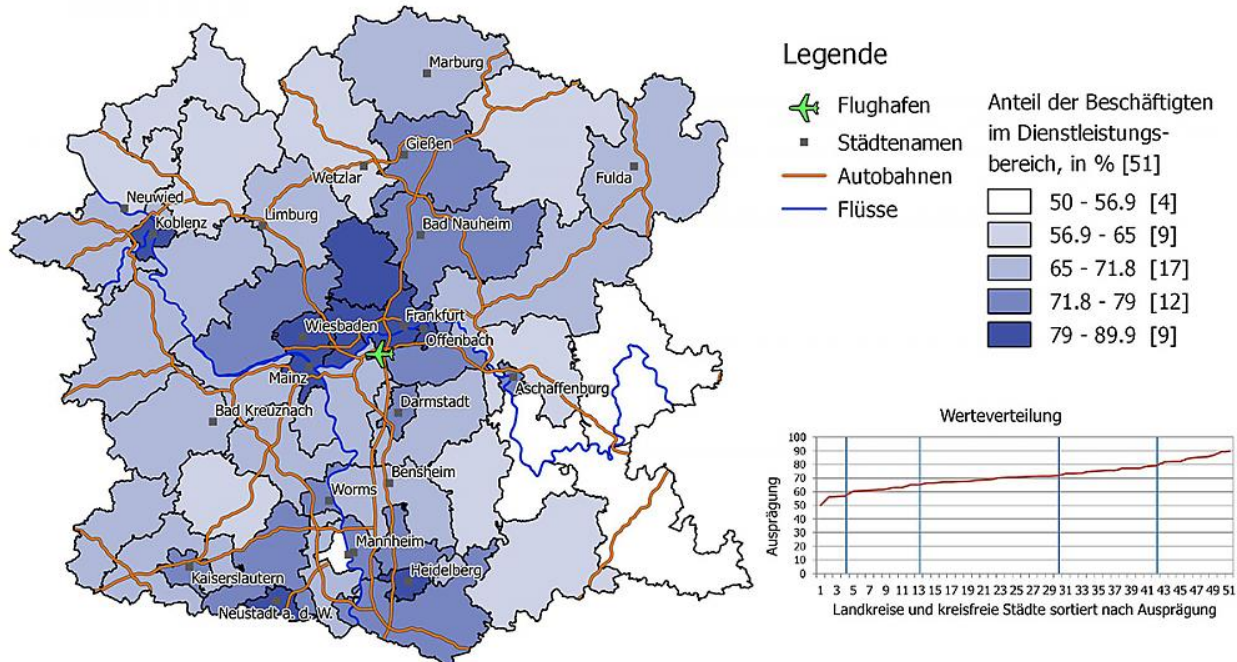 Marburg
Gießen
Wetzlar
Fulda
Neuwied
Koblenz
Limburg
Bad Nauheim
Wiesbaden
Frankfurt
Offenbach
Mainz
Aschaffenburg
Bad Kreuznach
Darmstadt
Bensheim
Worms
Mannheim
Kaiserslautern
Heidelberg
Neustadt a. d. W.
Legende
Flughafen
Städtenamen
Autobahnen
Flüsse
Anteil der Beschäftigten
im Dienstleistungs-
bereich, in % [51]
50 - 56.9 [4]
56.9 - 65 [9]
65 - 71.8 [17]
71.8 - 79 [12]
79 - 89.9 [9]
Werteverteilung
Ausprägung
100
90
80
70
60
50
40
30
20
10
0
1 3 5 7 9 11 13 15 17 19 21 23 25 27 29 31 33 35 37 39 41 43 45 47 49 51
Landkreise und kreisfreie Städte sortiert nach Ausprägung